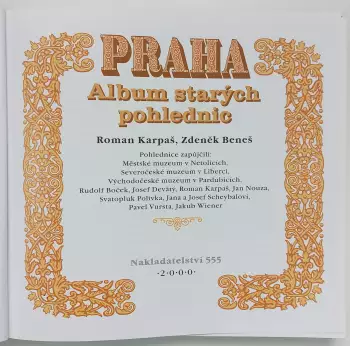 PRAHA
Album starých
pohlednic
Roman Karpaš, Zdeněk Beneš
Pohlednice zapůjčili:
Městské muzeum v Netolicích,
Severočeské muzeum v Liberci,
Východočeské muzeum v Pardubicích,
Rudolf Boček, Josef Devátý, Roman Karpaš, Jan Nouza,
Svatopluk Polívka, Jana a Josef Scheybalovi,
Pavel Vursta, Jakub Wiener
Nakladatelství 555
·2·0·0·0·